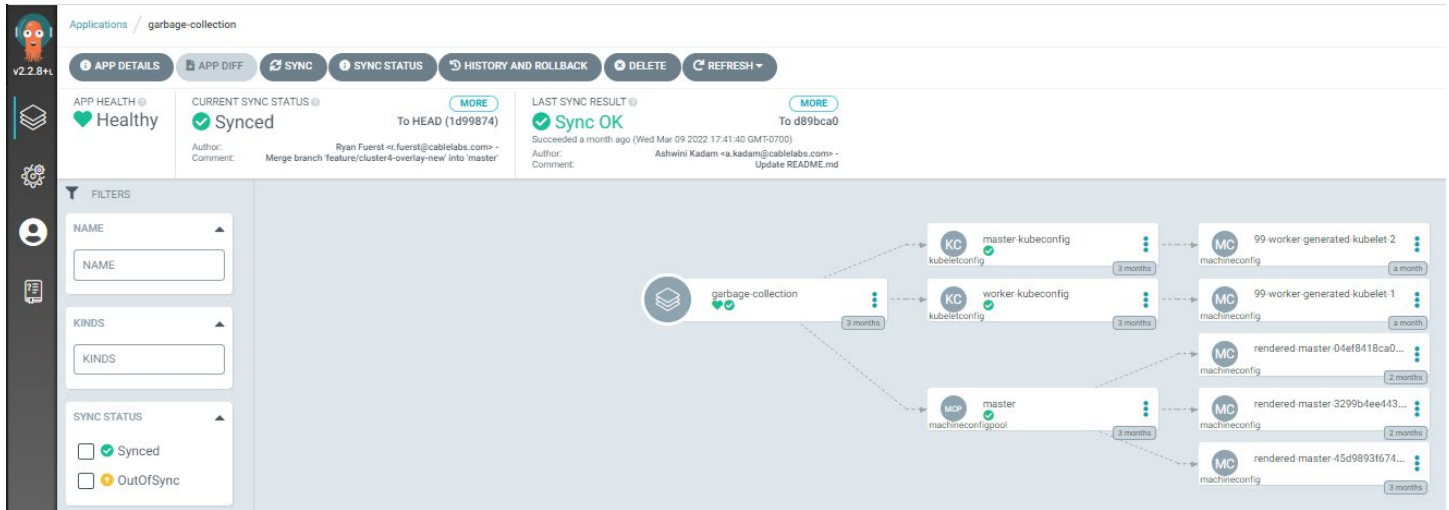 Applications / garbage-collection
v2.2.8+
APP DETAILS APP DIFF SYNC SYNC STATUS HISTORY AND ROLLBACK DELETE REFRESH
APP HEALTH
Healthy
CURRENT SYNC STATUS MORE
Synced To HEAD (1d99874)
Author: Ryan Fuerst <r.fuerst@cablelabs.com> -
Comment: Merge branch 'feature/cluster4-overlay-new' into 'master'
LAST SYNC RESULT MORE
Sync OK To d89bca0
Succeeded a month ago (Wed Mar 09 2022 17:41:40 GMT-0700)
Author: Ashwini Kadam <a.kadam@cablelabs.com> -
Comment: Update README.md
FILTERS
NAME
NAME
KINDS
KINDS
SYNC STATUS
Synced
OutOfSync
garbage-collection
3 months
KC master-kubeconfig
kubeletconfig
3 months
KC worker-kubeconfig
kubeletconfig
3 months
MCP master
machineconfigpool
3 months
MC 99-worker-generated-kubelet-2
machineconfig
a month
MC 99-worker-generated-kubelet-1
machineconfig
a month
MC rendered-master-04ef8418ca0...
machineconfig
2 months
MC rendered-master-3299b4ee443...
machineconfig
2 months
MC rendered-master-45d9893f674...
machineconfig
3 months